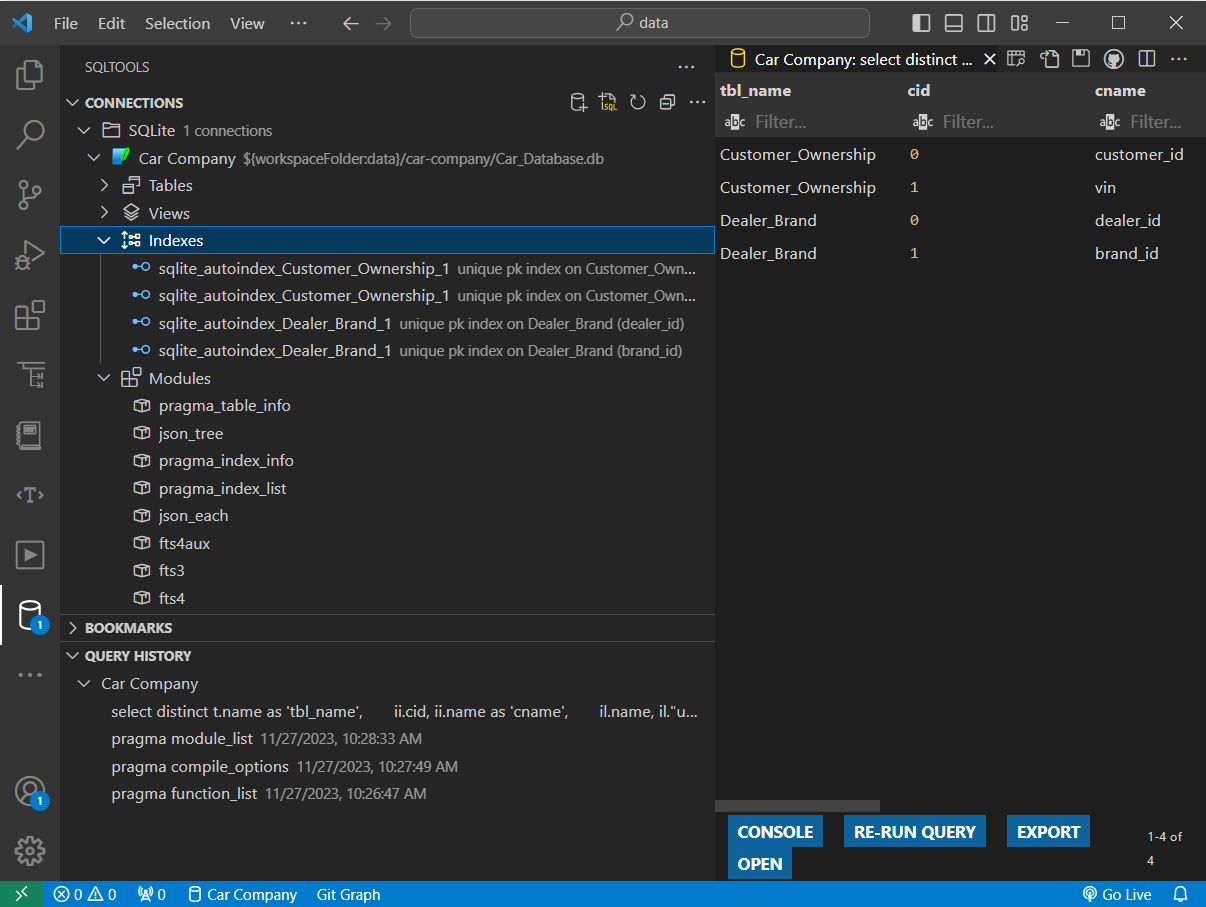 File Edit Selection View ··· data
SQLTOOLS
CONNECTIONS
SQLite 1 connections
Car Company ${workspaceFolder:data}/car-company/Car_Database.db
Tables
Views
Indexes
sqlite_autoindex_Customer_Ownership_1 unique pk index on Customer_Own...
sqlite_autoindex_Customer_Ownership_1 unique pk index on Customer_Own...
sqlite_autoindex_Dealer_Brand_1 unique pk index on Dealer_Brand (dealer_id)
sqlite_autoindex_Dealer_Brand_1 unique pk index on Dealer_Brand (brand_id)
Modules
pragma_table_info
json_tree
pragma_index_info
pragma_index_list
json_each
fts4aux
fts3
fts4
BOOKMARKS
QUERY HISTORY
Car Company
select distinct t.name as 'tbl_name', ii.cid, ii.name as 'cname', il.name, il."u...
pragma module_list 11/27/2023, 10:28:33 AM
pragma compile_options 11/27/2023, 10:27:49 AM
pragma function_list 11/27/2023, 10:26:47 AM
Car Company: select distinct ...
tbl_name cid cname
abc Filter... abc Filter... abc Filter...
Customer_Ownership 0 customer_id
Customer_Ownership 1 vin
Dealer_Brand 0 dealer_id
Dealer_Brand 1 brand_id
CONSOLE RE-RUN QUERY EXPORT 1-4 of
OPEN 4
1
1
0 0 0 Car Company Git Graph Go Live